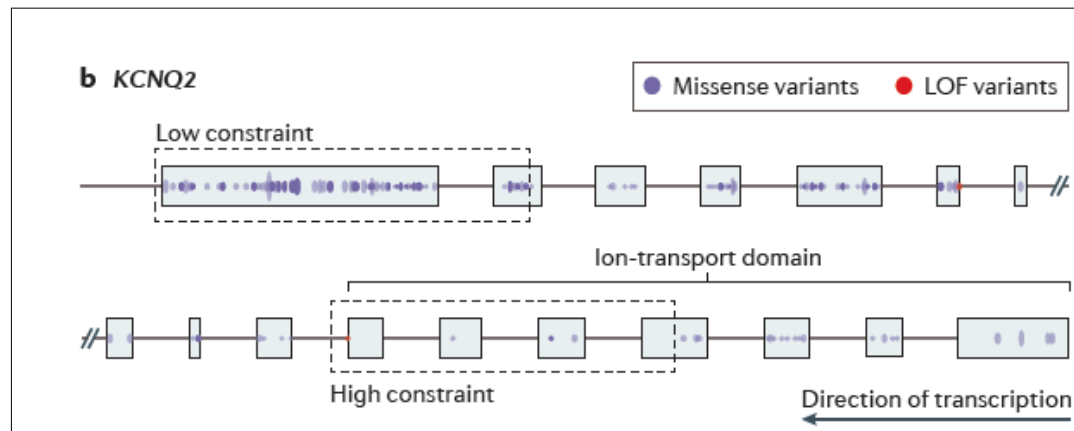 b KCNQ2
Missense variants LOF variants
Low constraint
Ion-transport domain
High constraint
Direction of transcription